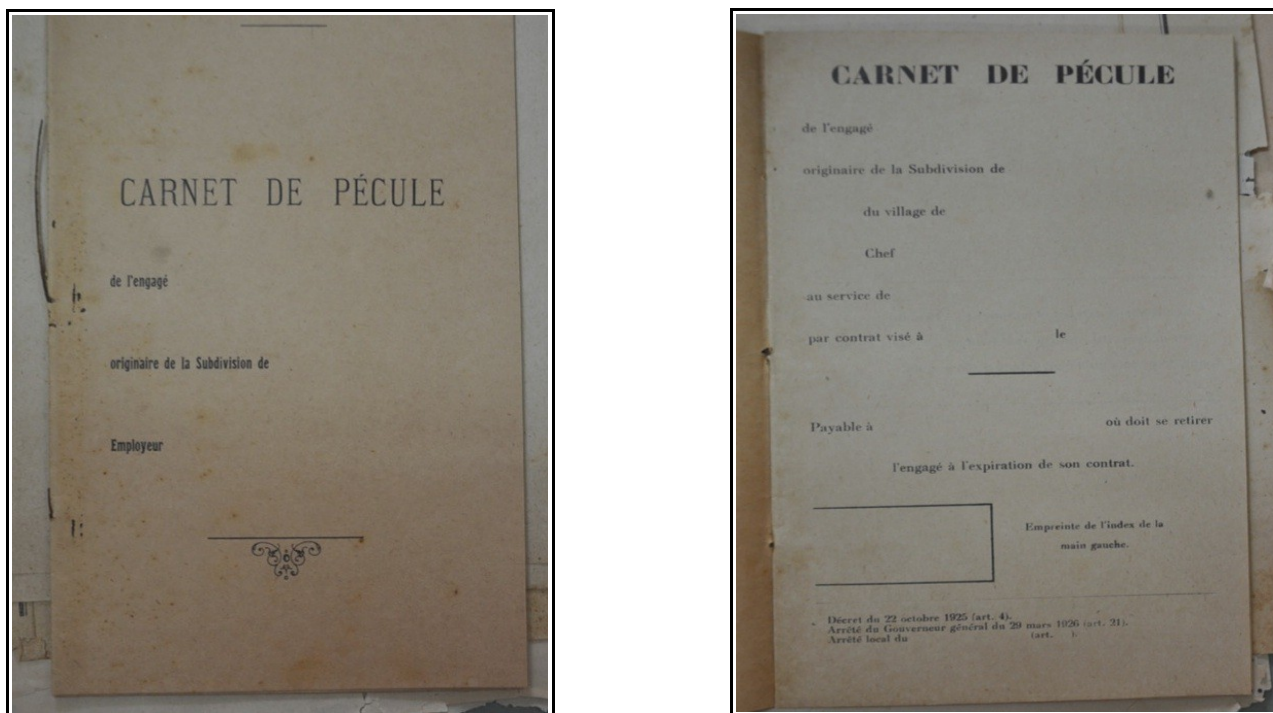 CARNET DE PÉCULE
de l'engagé
originaire de la Subdivision de
Employeur
CARNET DE PÉCULE
de l'engagé
originaire de la Subdivision de
du village de
Chef
au service de
par contrat visé à le
Payable à où doit se retirer
l'engagé à l'expiration de son contrat.
Empreinte de l'index de la
main gauche.
Décret du 22 octobre 1925 (art. 4).
Arrêté du Gouverneur général du 29 mars 1926 (art. 21).
Arrêté local du (art. ).